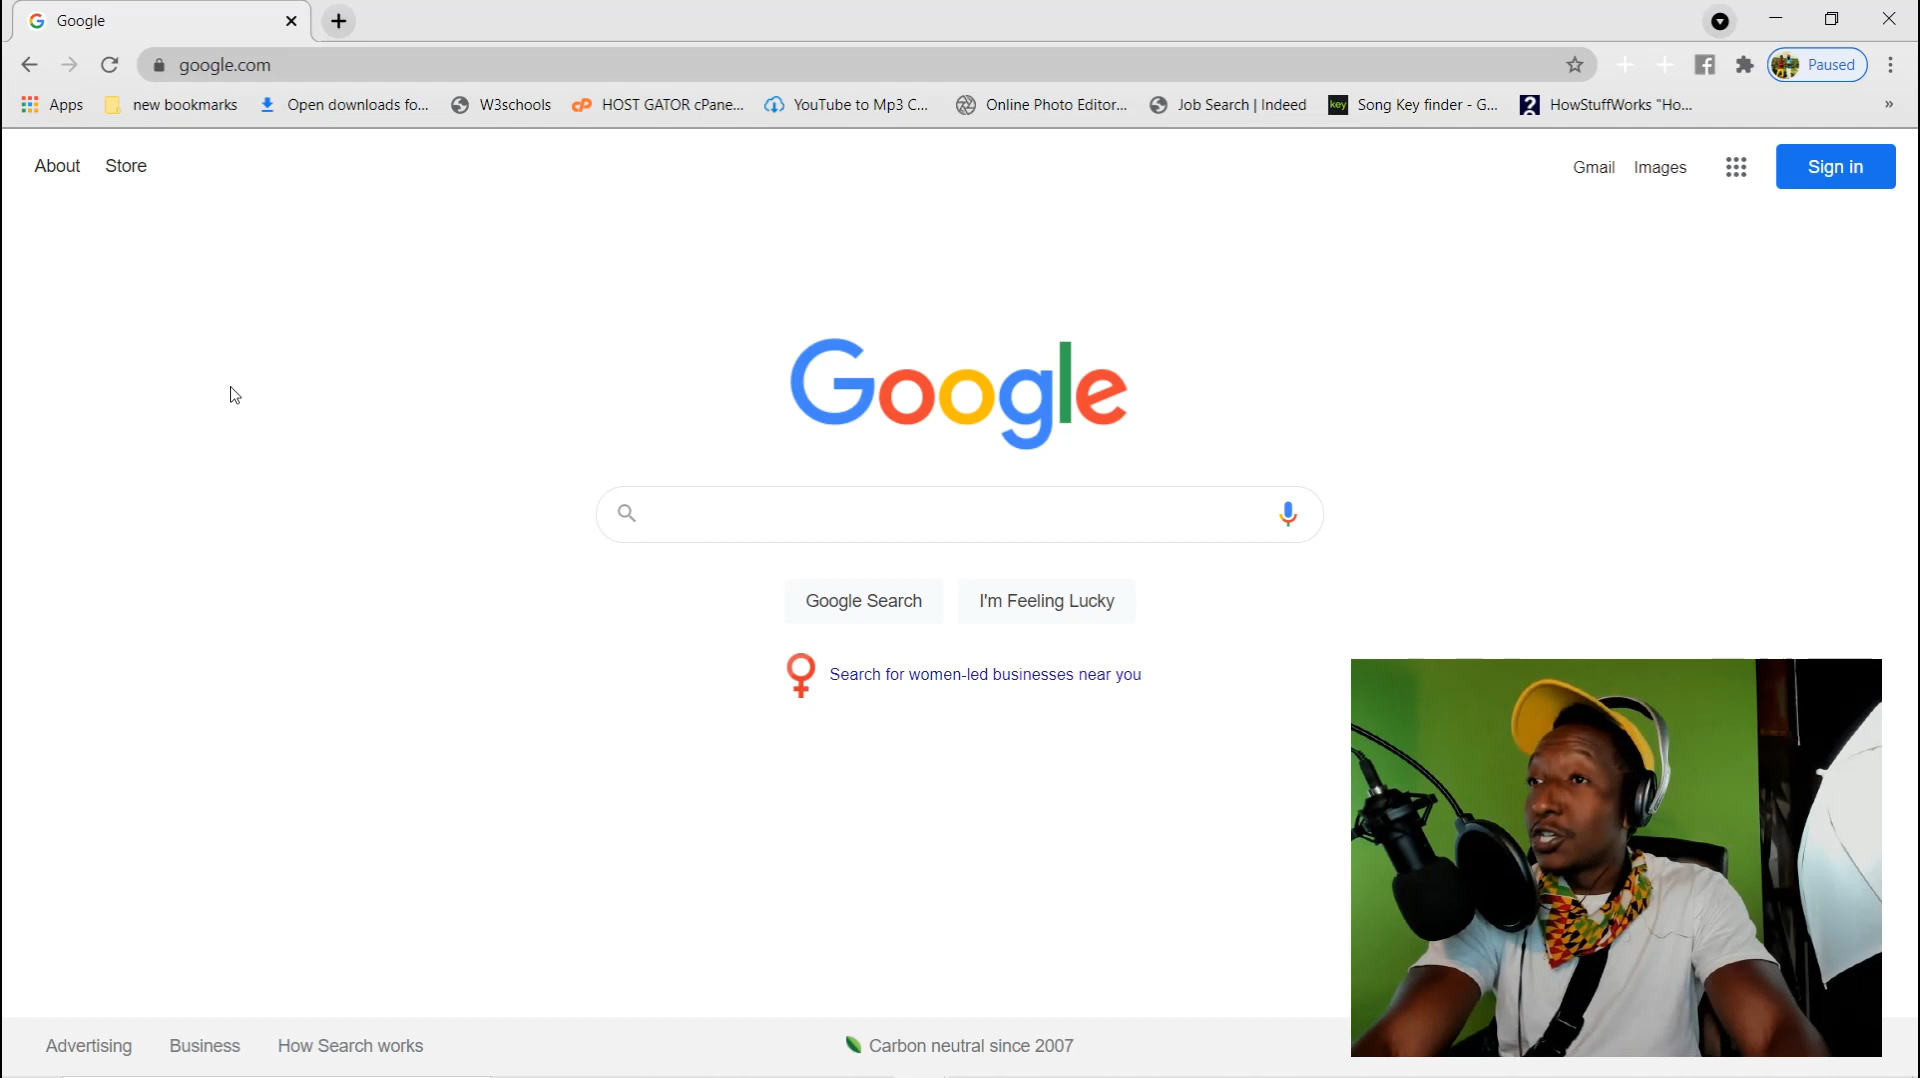 Google
google.com
Paused
Apps
new bookmarks
Open downloads fo...
W3schools
cP
HOST GATOR cPane...
YouTube to Mp3 C...
Online Photo Editor...
Job Search | Indeed
key
Song Key finder - G...
?
HowStuffWorks "Ho...
»
About
Store
Gmail
Images
Sign in
Google
Google Search
I'm Feeling Lucky
Search for women-led businesses near you
Advertising
Business
How Search works
Carbon neutral since 2007